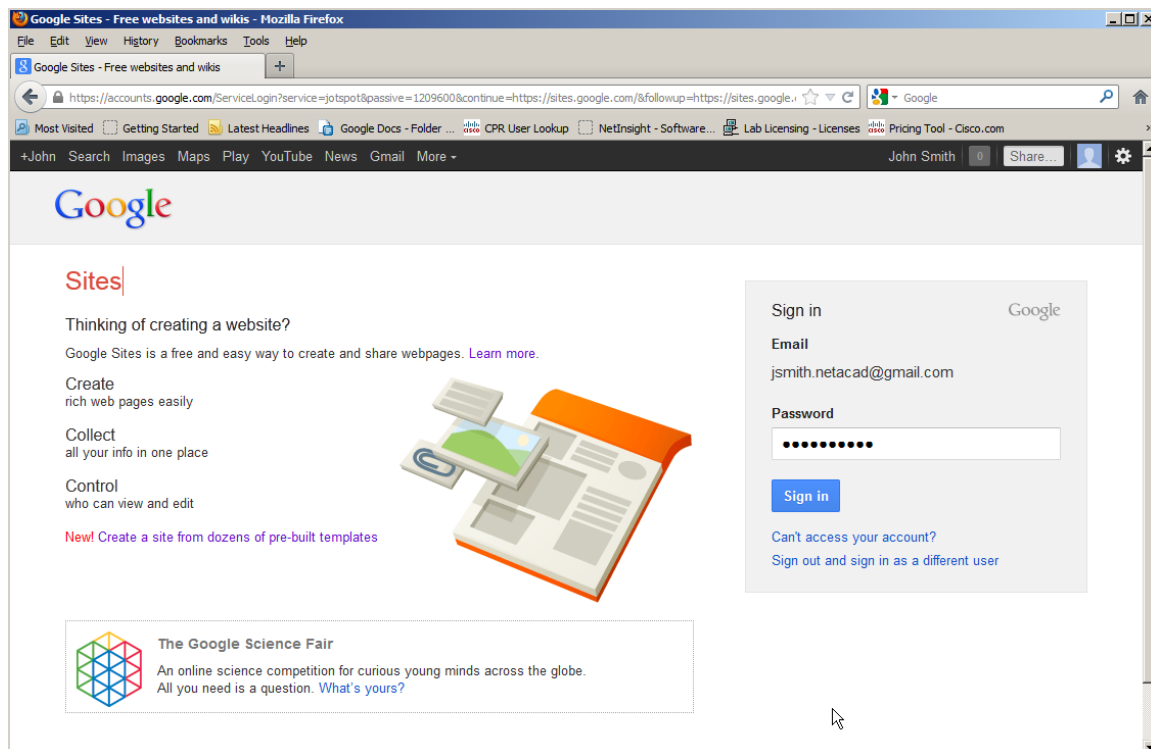 Google Sites - Free websites and wikis - Mozilla Firefox
File Edit View History Bookmarks Tools Help
Google Sites - Free websites and wikis
https://accounts.google.com/ServiceLogin?service=jotspot&passive=1209600&continue=https://sites.google.com/&followup=https://sites.google. Google
Most Visited Getting Started Latest Headlines Google Docs - Folder ... CPR User Lookup NetInsight - Software... Lab Licensing - Licenses Pricing Tool - Cisco.com
+John Search Images Maps Play YouTube News Gmail More John Smith 0 Share...
Google
Sites
Thinking of creating a website?
Google Sites is a free and easy way to create and share webpages. Learn more.
Create
rich web pages easily
Collect
all your info in one place
Control
who can view and edit
New! Create a site from dozens of pre-built templates
Sign in Google
Email
jsmith.netacad@gmail.com
Password
••••••••••
Sign in
Can't access your account?
Sign out and sign in as a different user
The Google Science Fair
An online science competition for curious young minds across the globe.
All you need is a question. What's yours?